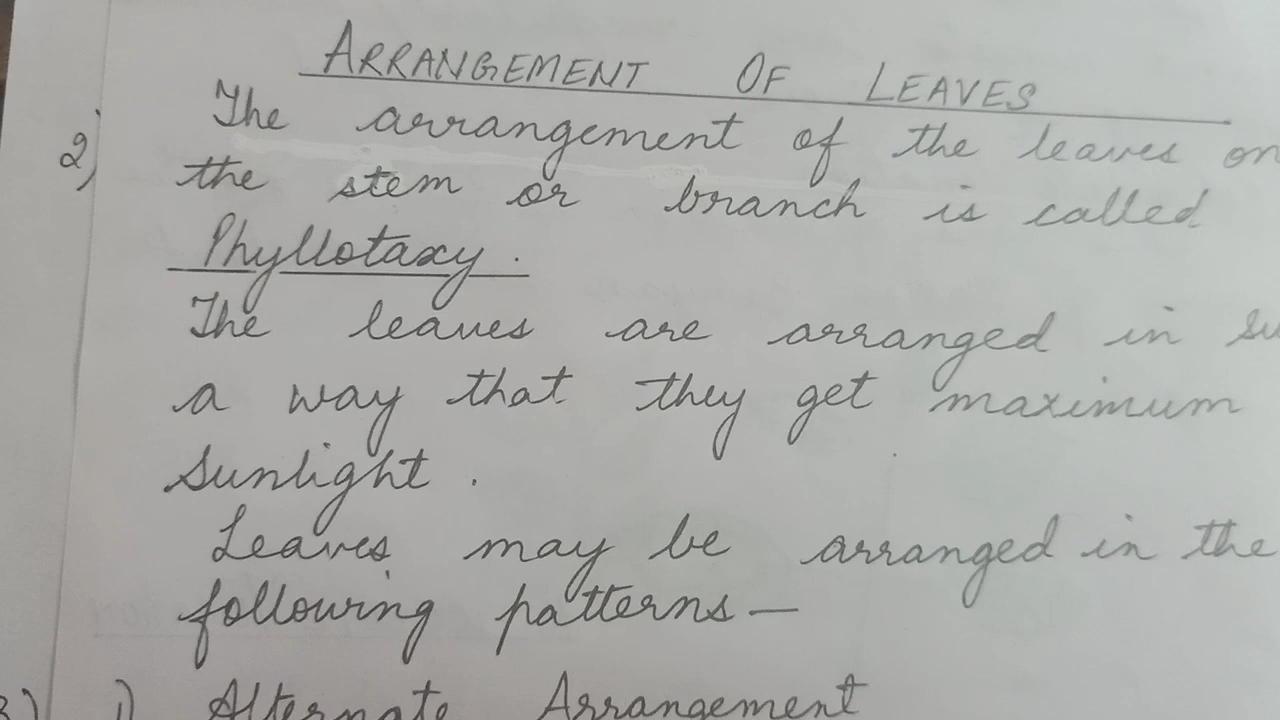 ARRANGEMENT OF LEAVES
2) The arrangement of the leaves on
the stem or branch is called
Phyllotaxy.
The leaves are arranged in su
a way that they get maximum
sunlight.
Leaves may be arranged in the
following patterns—
3) i) Alternate Arrangement